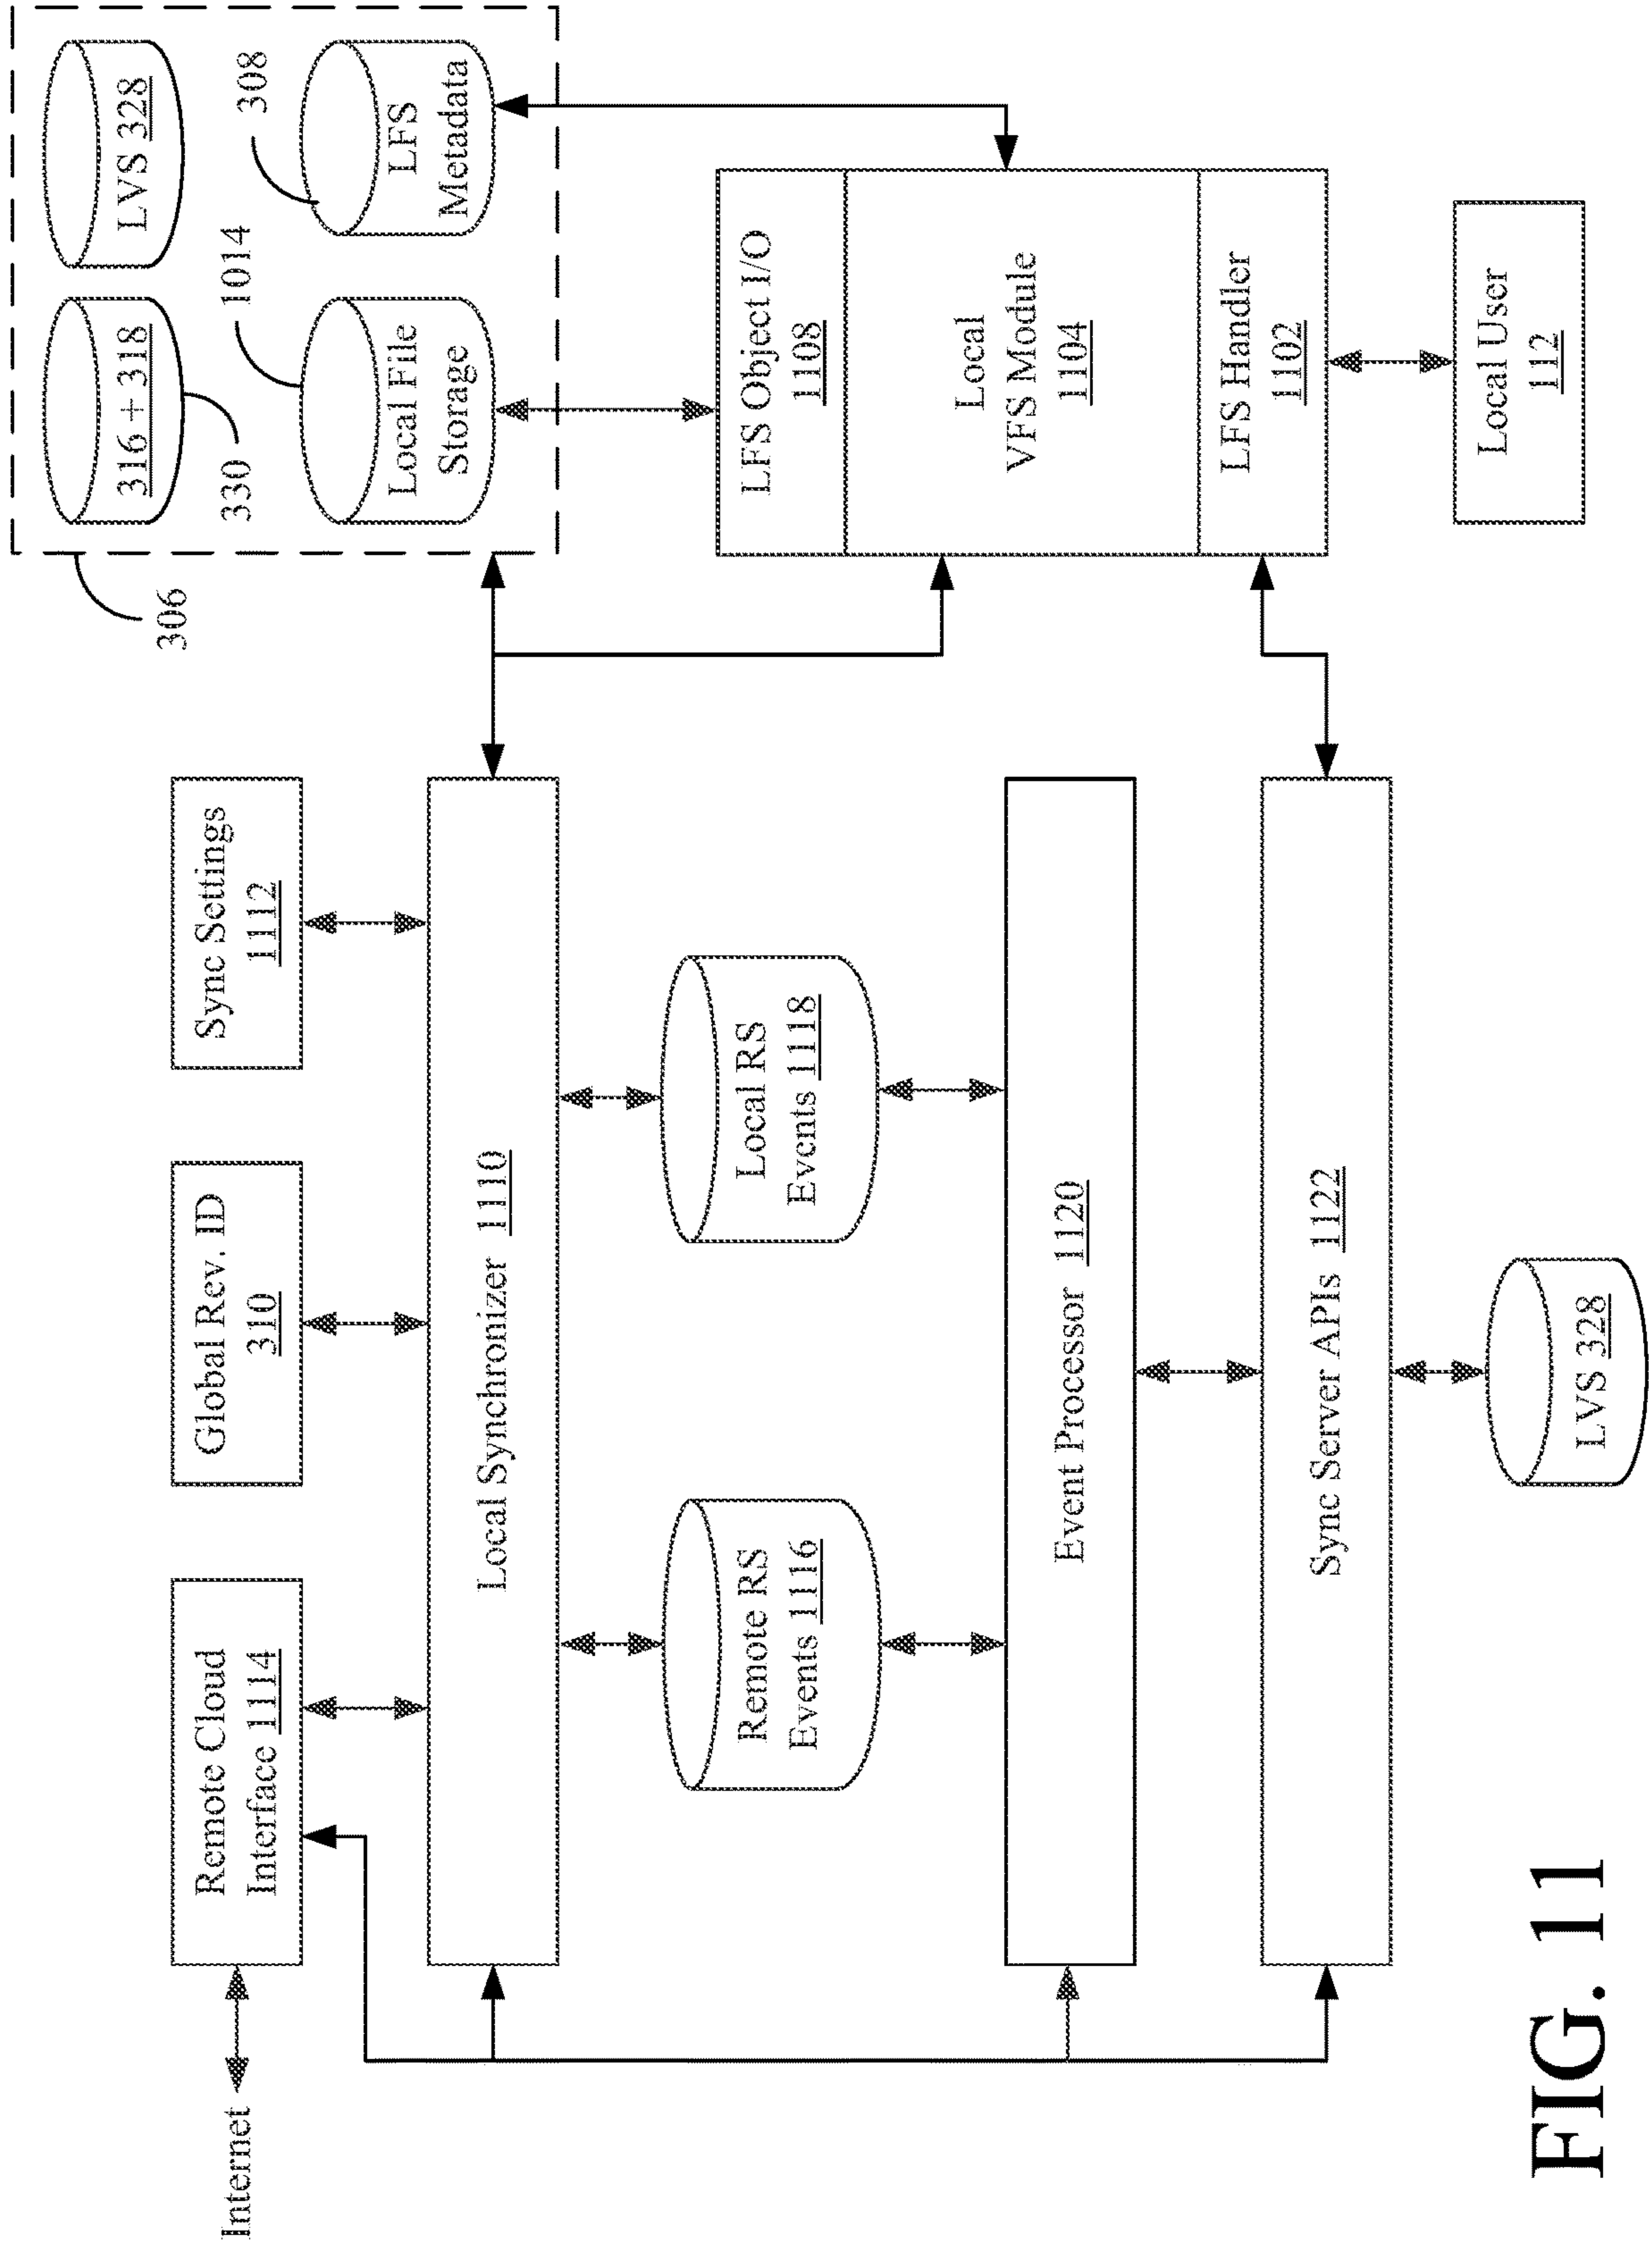 Internet
Remote Cloud
Interface 1114
Global Rev. ID
310
Sync Settings
1112
306
316 + 318
330
LVS 328
1014
308
Local File
Storage
LFS
Metadata
Local Synchronizer 1110
Remote RS
Events 1116
Local RS
Events 1118
LFS Object I/O
1108
Local
VFS Module
1104
LFS Handler
1102
Event Processor 1120
Sync Server APIs 1122
Local User
112
LVS 328
FIG. 11